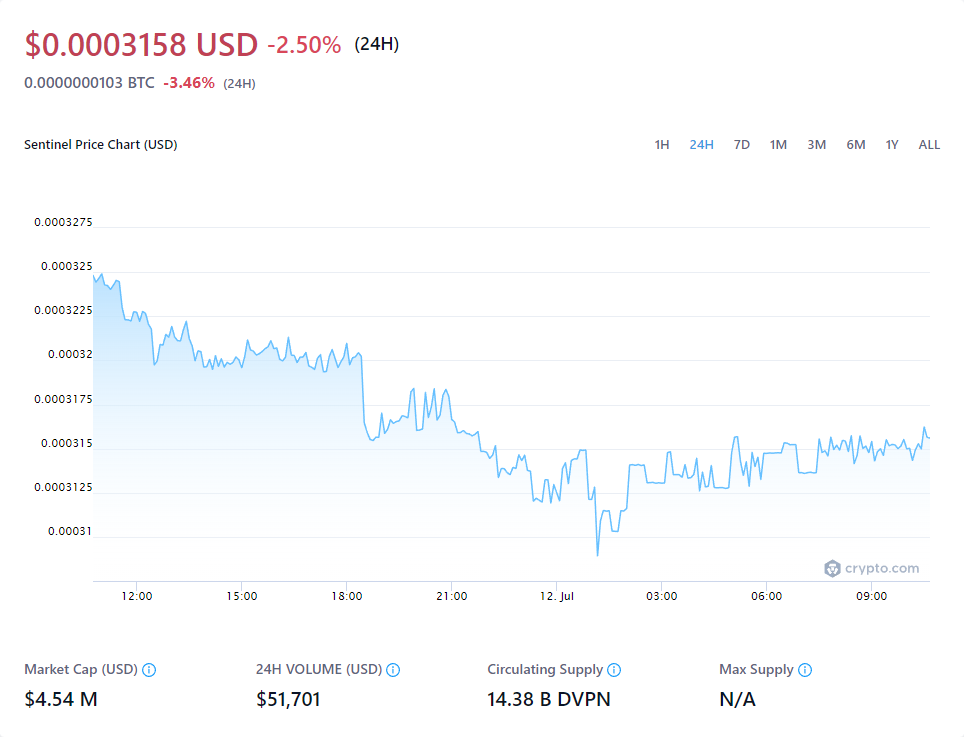 $0.0003158 USD -2.50% (24H)
0.0000000103 BTC -3.46% (24H)
Sentinel Price Chart (USD) 1H 24H 7D 1M 3M 6M 1Y ALL
0.0003275
0.000325
0.0003225
0.00032
0.0003175
0.000315
0.0003125
0.00031
crypto.com
12:00 15:00 18:00 21:00 12. Jul 03:00 06:00 09:00
Market Cap (USD) 24H VOLUME (USD) Circulating Supply Max Supply
$4.54 M $51,701 14.38 B DVPN N/A